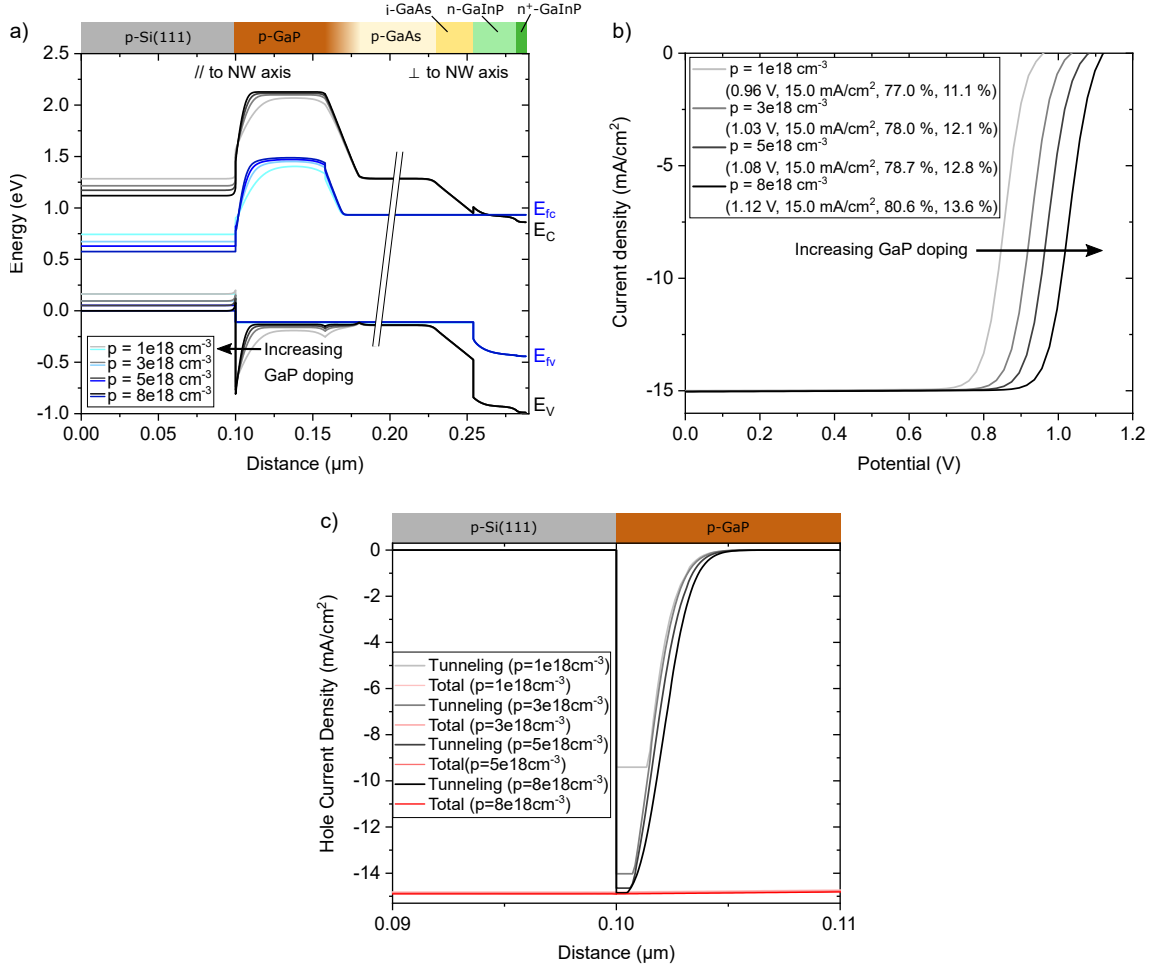 a)
i-GaAs
n-GaInP
n⁺-GaInP
p-Si(111)
p-GaP
p-GaAs
// to NW axis
⊥ to NW axis
2.5
2.0
1.5
1.0
0.5
0.0
-0.5
-1.0
Energy (eV)
E_fc
E_C
E_fv
E_V
p = 1e18 cm⁻³
p = 3e18 cm⁻³
p = 5e18 cm⁻³
p = 8e18 cm⁻³
Increasing
GaP doping
0.00 0.05 0.10 0.15 0.20 0.25
Distance (µm)
b)
0
-5
-10
-15
Current density (mA/cm²)
p = 1e18 cm⁻³
(0.96 V, 15.0 mA/cm², 77.0 %, 11.1 %)
p = 3e18 cm⁻³
(1.03 V, 15.0 mA/cm², 78.0 %, 12.1 %)
p = 5e18 cm⁻³
(1.08 V, 15.0 mA/cm², 78.7 %, 12.8 %)
p = 8e18 cm⁻³
(1.12 V, 15.0 mA/cm², 80.6 %, 13.6 %)
Increasing GaP doping
0.0 0.2 0.4 0.6 0.8 1.0 1.2
Potential (V)
c)
p-Si(111)
p-GaP
0
-2
-4
-6
-8
-10
-12
-14
Hole Current Density (mA/cm²)
Tunneling (p=1e18cm⁻³)
Total (p=1e18cm⁻³)
Tunneling (p=3e18cm⁻³)
Total (p=3e18cm⁻³)
Tunneling (p=5e18cm⁻³)
Total(p=5e18cm⁻³)
Tunneling (p=8e18cm⁻³)
Total (p=8e18cm⁻³)
0.09 0.10 0.11
Distance (µm)